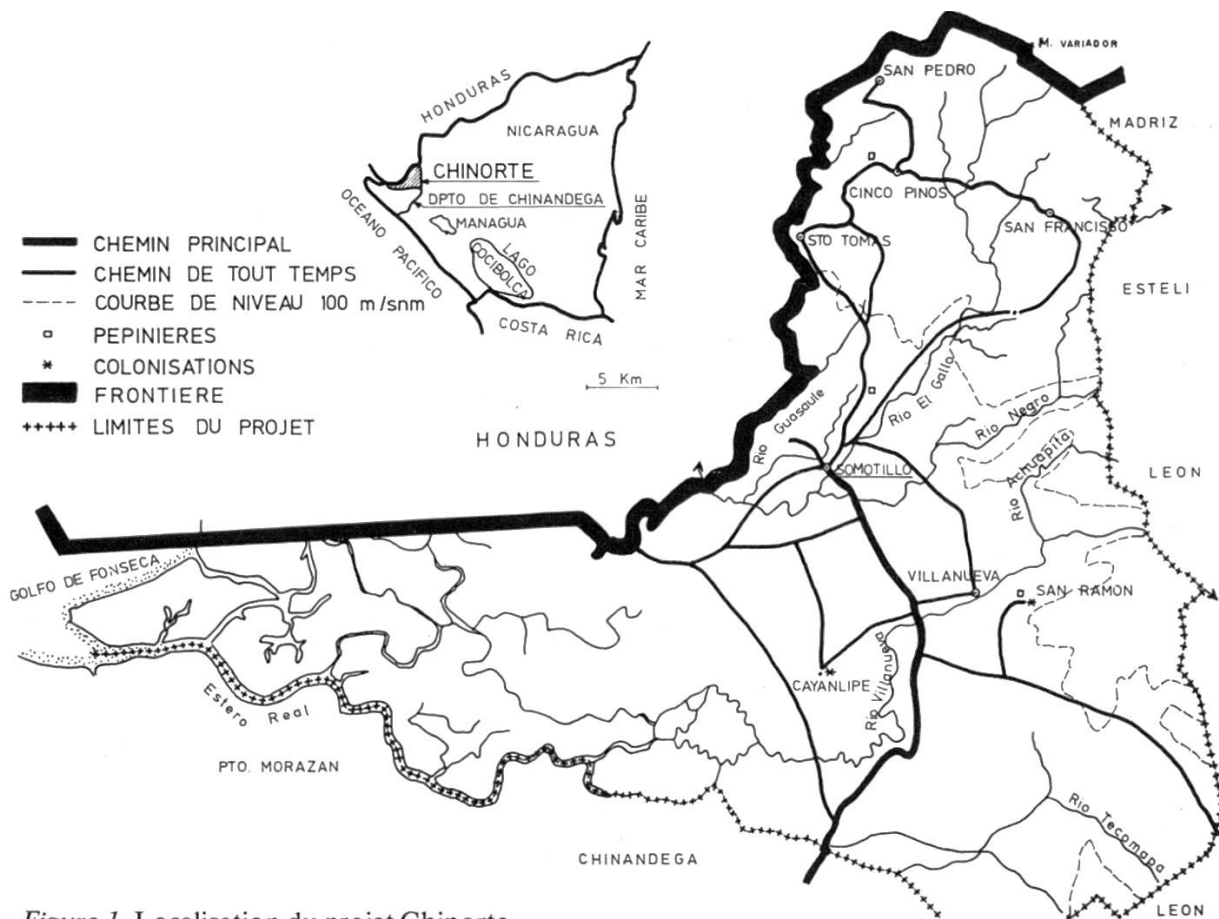 HONDURAS
NICARAGUA
CHINORTE
DPTO DE CHINANDEGA
MANAGUA
LAGO
COCIBOLCA
OCEANO PACIFICO
MAR CARIBE
COSTA RICA
CHEMIN PRINCIPAL
CHEMIN DE TOUT TEMPS
COURBE DE NIVEAU 100 m/snm
PEPINIERES
COLONISATIONS
FRONTIERE
LIMITES DU PROJET
5 Km
HONDURAS
M. VARIADOR
SAN PEDRO
MADRIZ
CINCO PINOS
SAN FRANCISSO
STO TOMAS
ESTELI
Rio Guasaule
Rio El Gallo
Rio Negro
Rio Achuapita
SOMOTILLO
LEON
GOLFO DE FONSECA
VILLANUEVA
SAN RAMON
CAYANLIPE
Rio Villanueva
Estero Real
PTO. MORAZAN
Rio Tecomapa
CHINANDEGA
LEON
Figure 1. Localisation du projet Chinorte